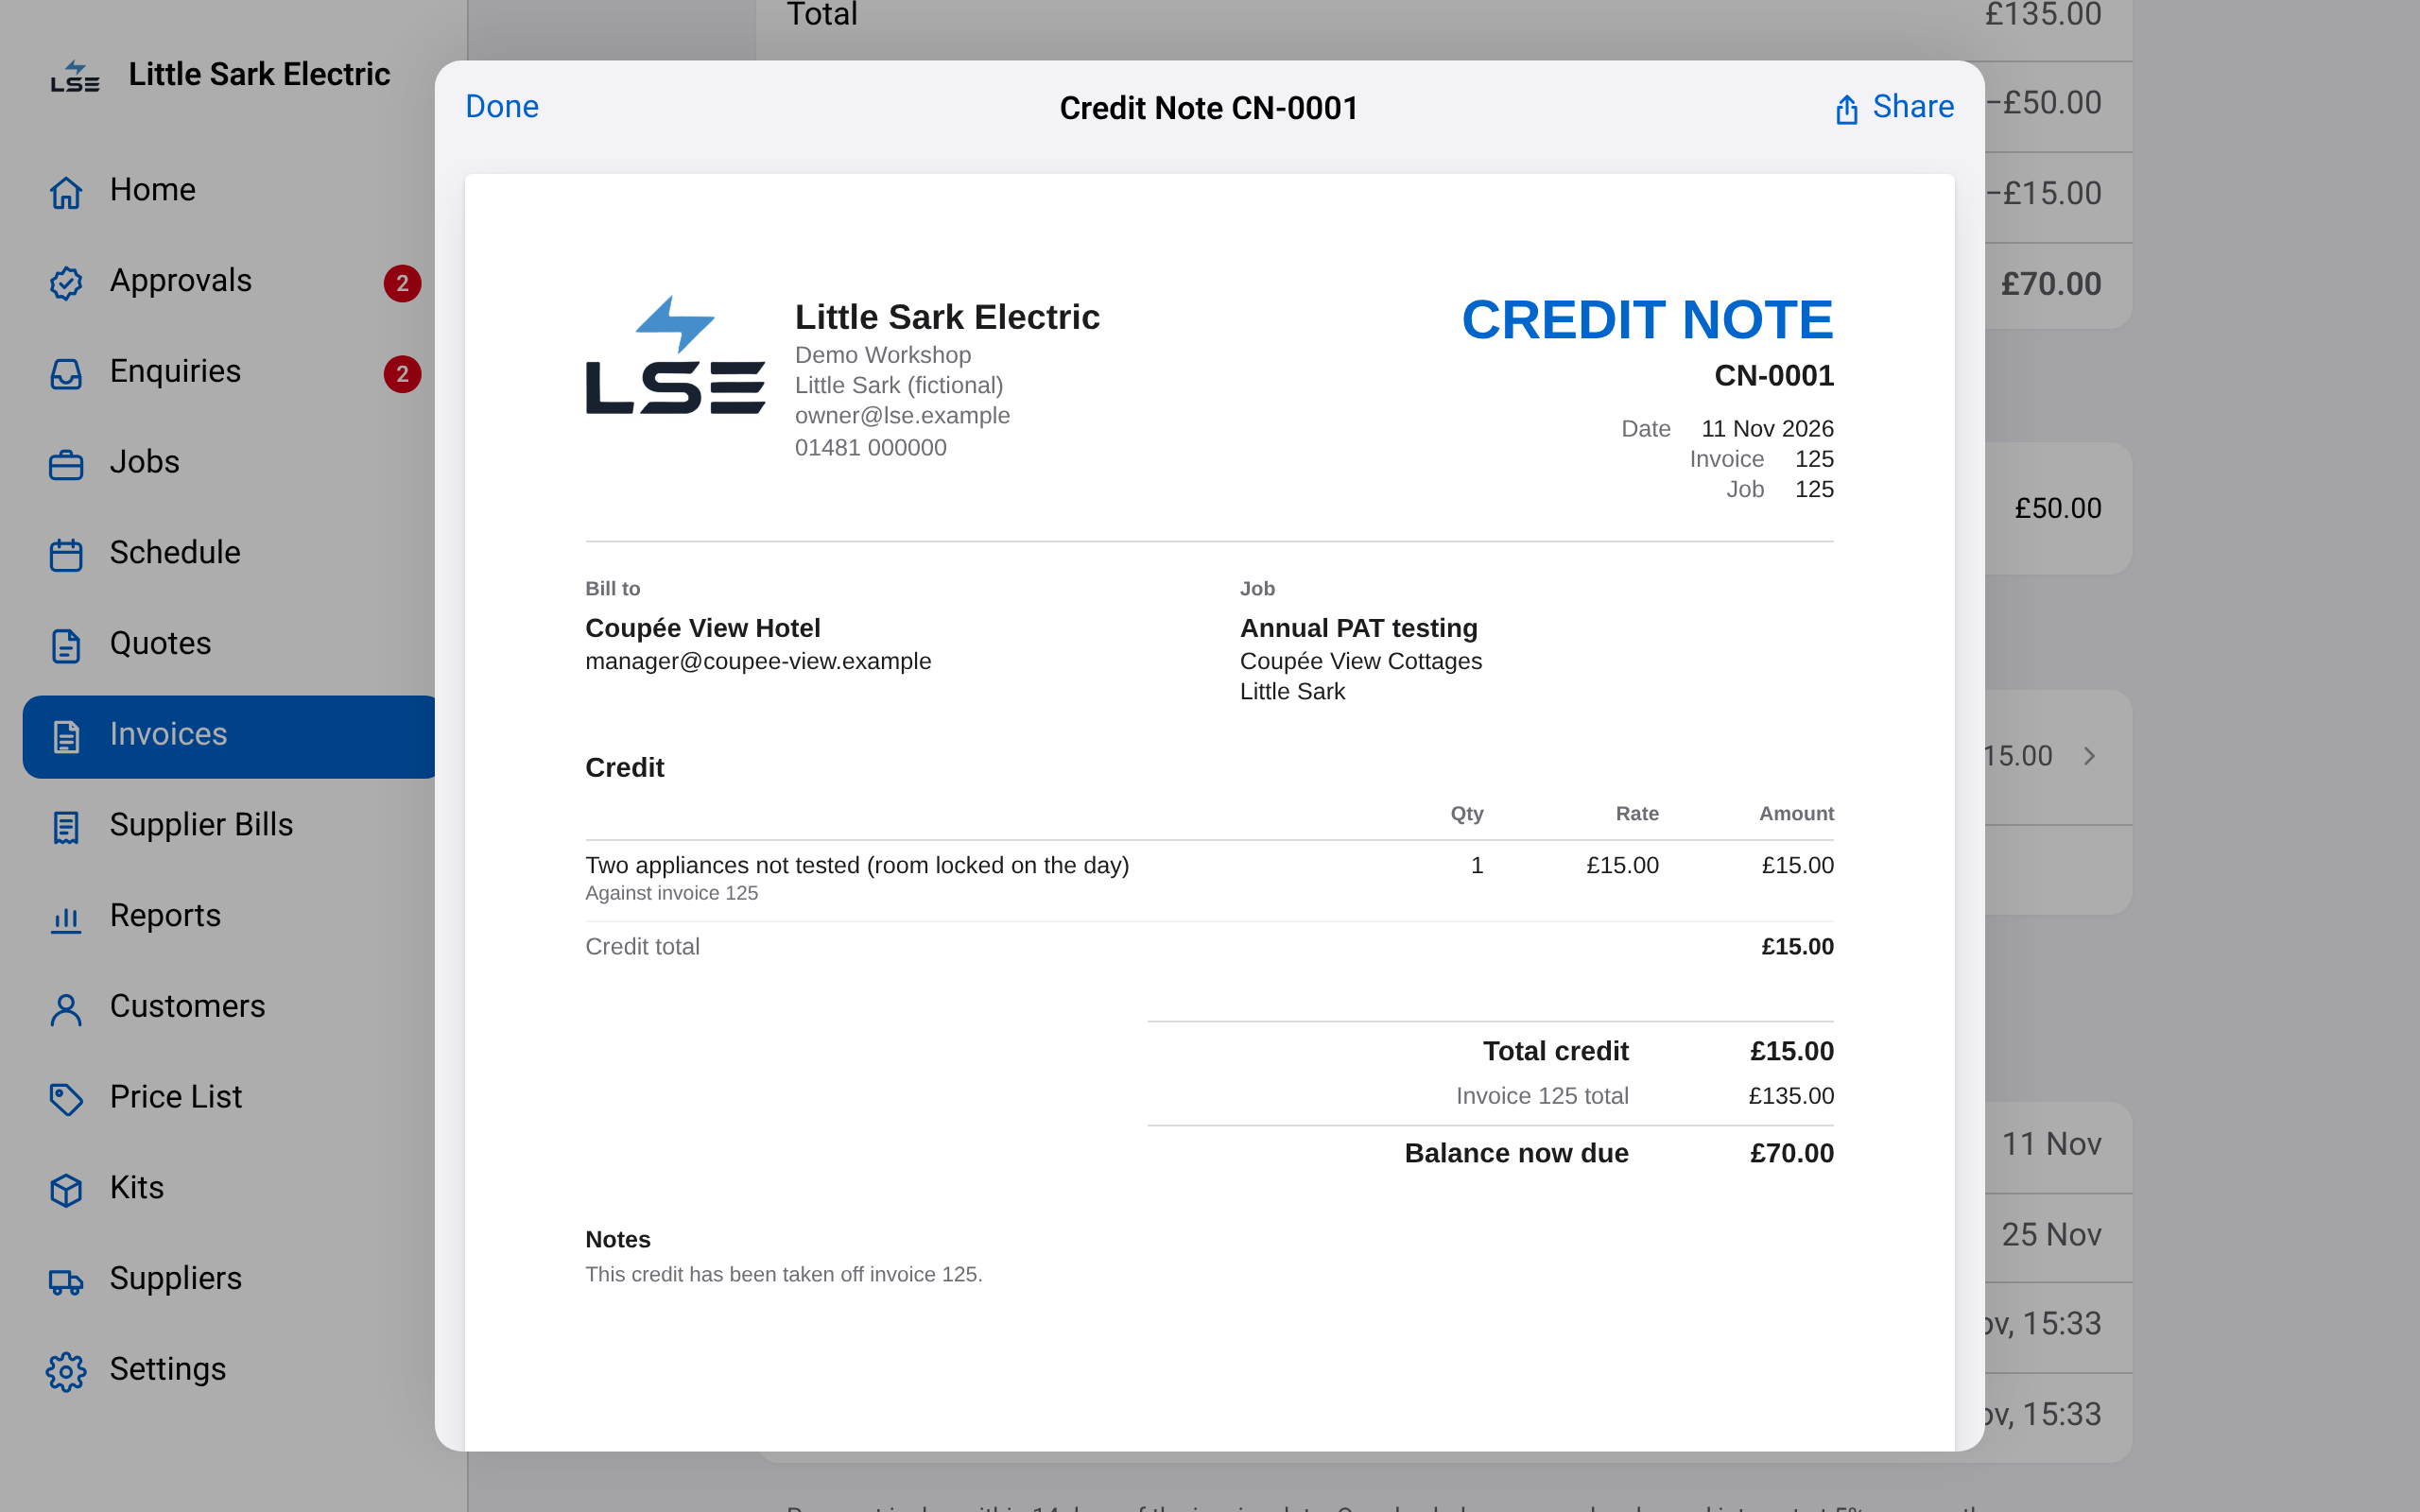 LSE Little Sark Electric
Home
Approvals 2
Enquiries 2
Jobs
Schedule
Quotes
Invoices
Supplier Bills
Reports
Customers
Price List
Kits
Suppliers
Settings
Total £135.00
−£50.00
−£15.00
£70.00
£50.00
15.00
11 Nov
25 Nov
15:33
15:33
Done Credit Note CN-0001 Share
LSE
Little Sark Electric
Demo Workshop
Little Sark (fictional)
owner@lse.example
01481 000000
CREDIT NOTE
CN-0001
Date 11 Nov 2026
Invoice 125
Job 125
Bill to
Coupée View Hotel
manager@coupee-view.example
Job
Annual PAT testing
Coupée View Cottages
Little Sark
Credit
Qty Rate Amount
Two appliances not tested (room locked on the day) 1 £15.00 £15.00
Against invoice 125
Credit total £15.00
Total credit £15.00
Invoice 125 total £135.00
Balance now due £70.00
Notes
This credit has been taken off invoice 125.